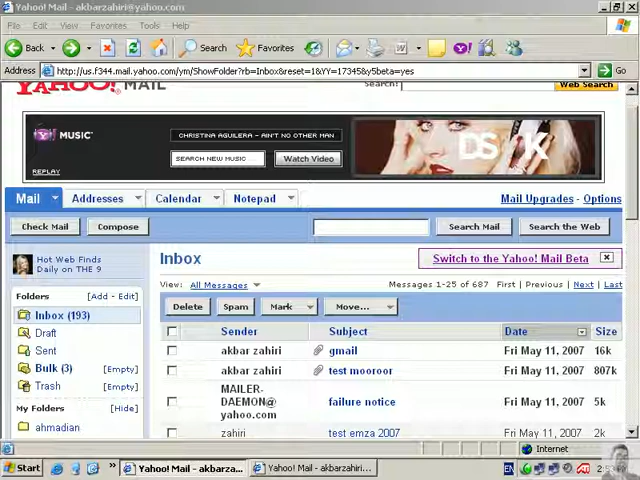 Yahoo! Mail - akbarzahiri@yahoo.com
File Edit View Favorites Tools Help
Back Search Favorites
Address http://us.f344.mail.yahoo.com/ym/ShowFolder?rb=Inbox&reset=1&YY=17345&y5beta=yes Go
YAHOO! MAIL Search: Web Search
MUSIC CHRISTINA AGUILERA - AIN'T NO OTHER MAN
SEARCH NEW MUSIC Watch Video
REPLAY
Mail Addresses Calendar Notepad Mail Upgrades - Options
Check Mail Compose Search Mail Search the Web
Hot Web Finds
Daily on THE 9
Inbox Switch to the Yahoo! Mail Beta
View: All Messages Messages 1-25 of 687 First | Previous | Next | Last
Folders [Add - Edit]
Delete Spam Mark Move...
Inbox (193)
Sender Subject Date Size
Draft
Sent akbar zahiri gmail Fri May 11, 2007 16k
Bulk (3) [Empty] akbar zahiri test mooroor Fri May 11, 2007 807k
Trash [Empty]
MAILER-
DAEMON@ failure notice Fri May 11, 2007 5k
yahoo.com
My Folders [Hide]
ahmadian zahiri test emza 2007 Fri May 11, 2007 2k
Internet
Start Yahoo! Mail - akbarza... Yahoo! Mail - akbarzahiri... EN